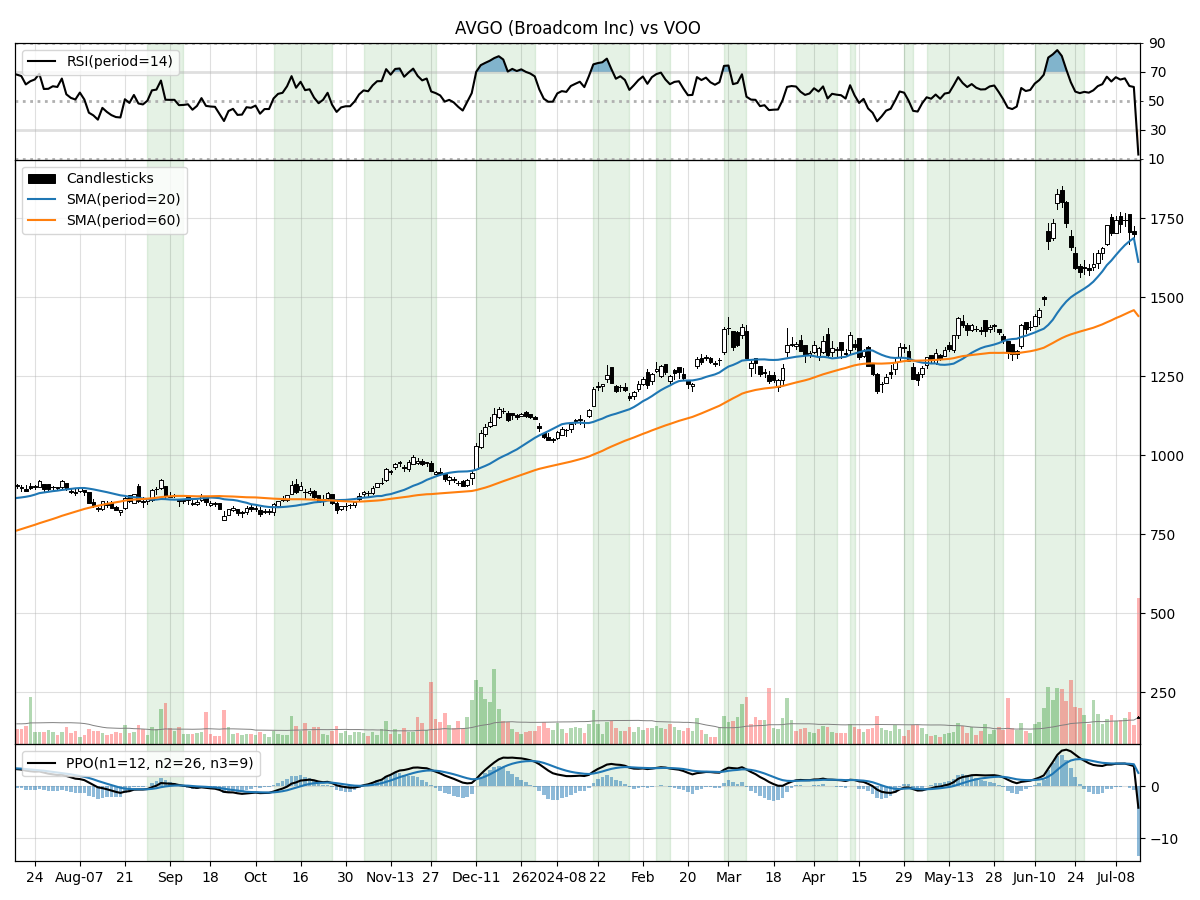 AVGO (Broadcom Inc) vs VOO
RSI(period=14)
90
70
50
30
10
Candlesticks
SMA(period=20)
SMA(period=60)
1750
1500
1250
1000
750
500
250
PPO(n1=12, n2=26, n3=9)
0
−10
24 Aug-07 21 Sep 18 Oct 16 30 Nov-13 27 Dec-11 26 2024-08 22 Feb 20 Mar 18 Apr 15 29 May-13 28 Jun-10 24 Jul-08